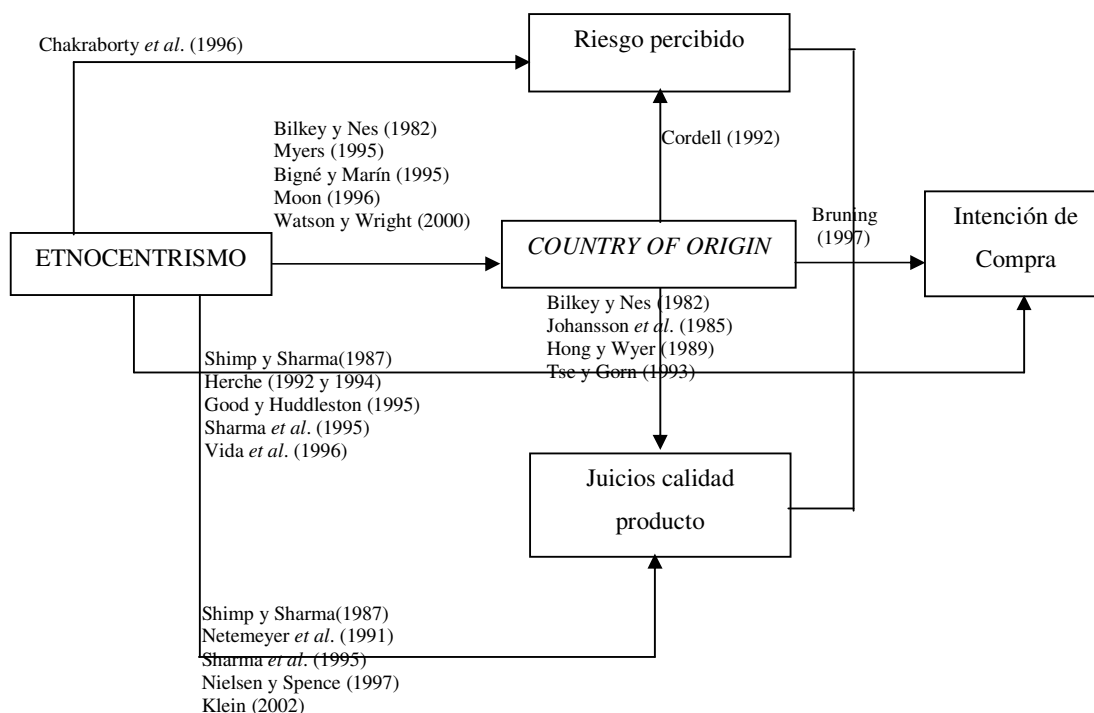 Riesgo percibido
Chakraborty et al. (1996)
Bilkey y Nes (1982)
Myers (1995)
Bigné y Marín (1995)
Moon (1996)
Watson y Wright (2000)
Cordell (1992)
ETNOCENTRISMO
COUNTRY OF ORIGIN
Bruning
(1997)
Intención de
Compra
Bilkey y Nes (1982)
Johansson et al. (1985)
Hong y Wyer (1989)
Tse y Gorn (1993)
Shimp y Sharma(1987)
Herche (1992 y 1994)
Good y Huddleston (1995)
Sharma et al. (1995)
Vida et al. (1996)
Juicios calidad
producto
Shimp y Sharma(1987)
Netemeyer et al. (1991)
Sharma et al. (1995)
Nielsen y Spence (1997)
Klein (2002)